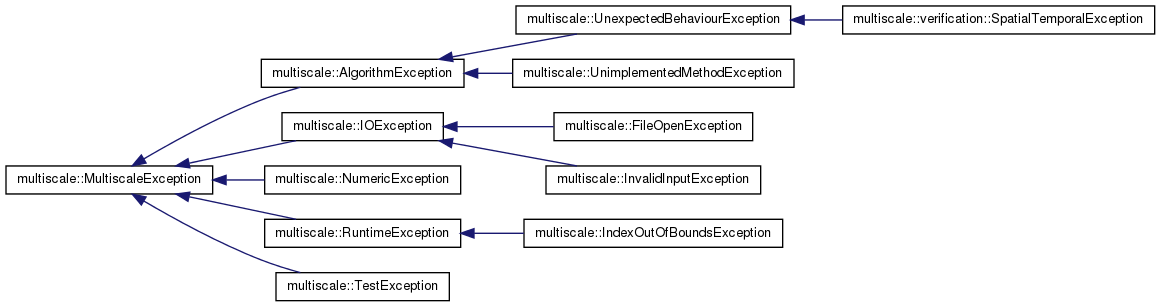 multiscale::UnexpectedBehaviourException
multiscale::verification::SpatialTemporalException
multiscale::AlgorithmException
multiscale::UnimplementedMethodException
multiscale::IOException
multiscale::FileOpenException
multiscale::MultiscaleException
multiscale::NumericException
multiscale::InvalidInputException
multiscale::RuntimeException
multiscale::IndexOutOfBoundsException
multiscale::TestException